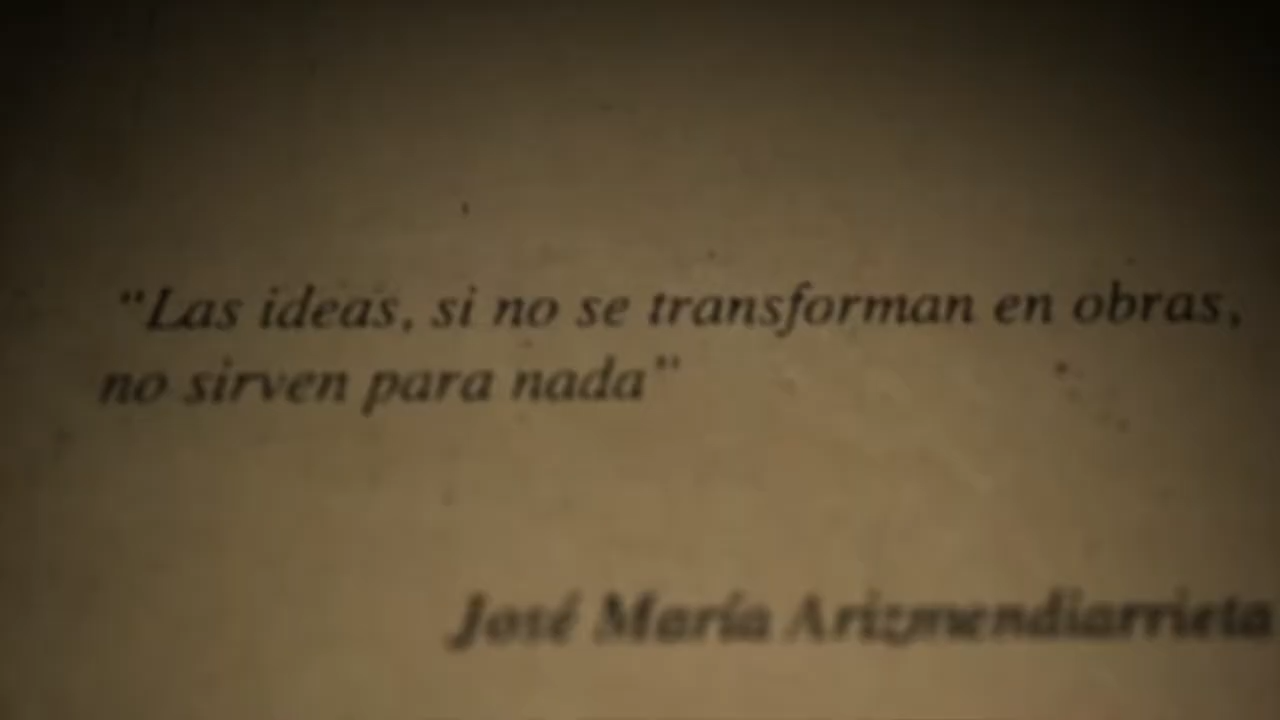 "Las ideas, si no se transforman en obras,
no sirven para nada"
José María Arizmendiarrieta